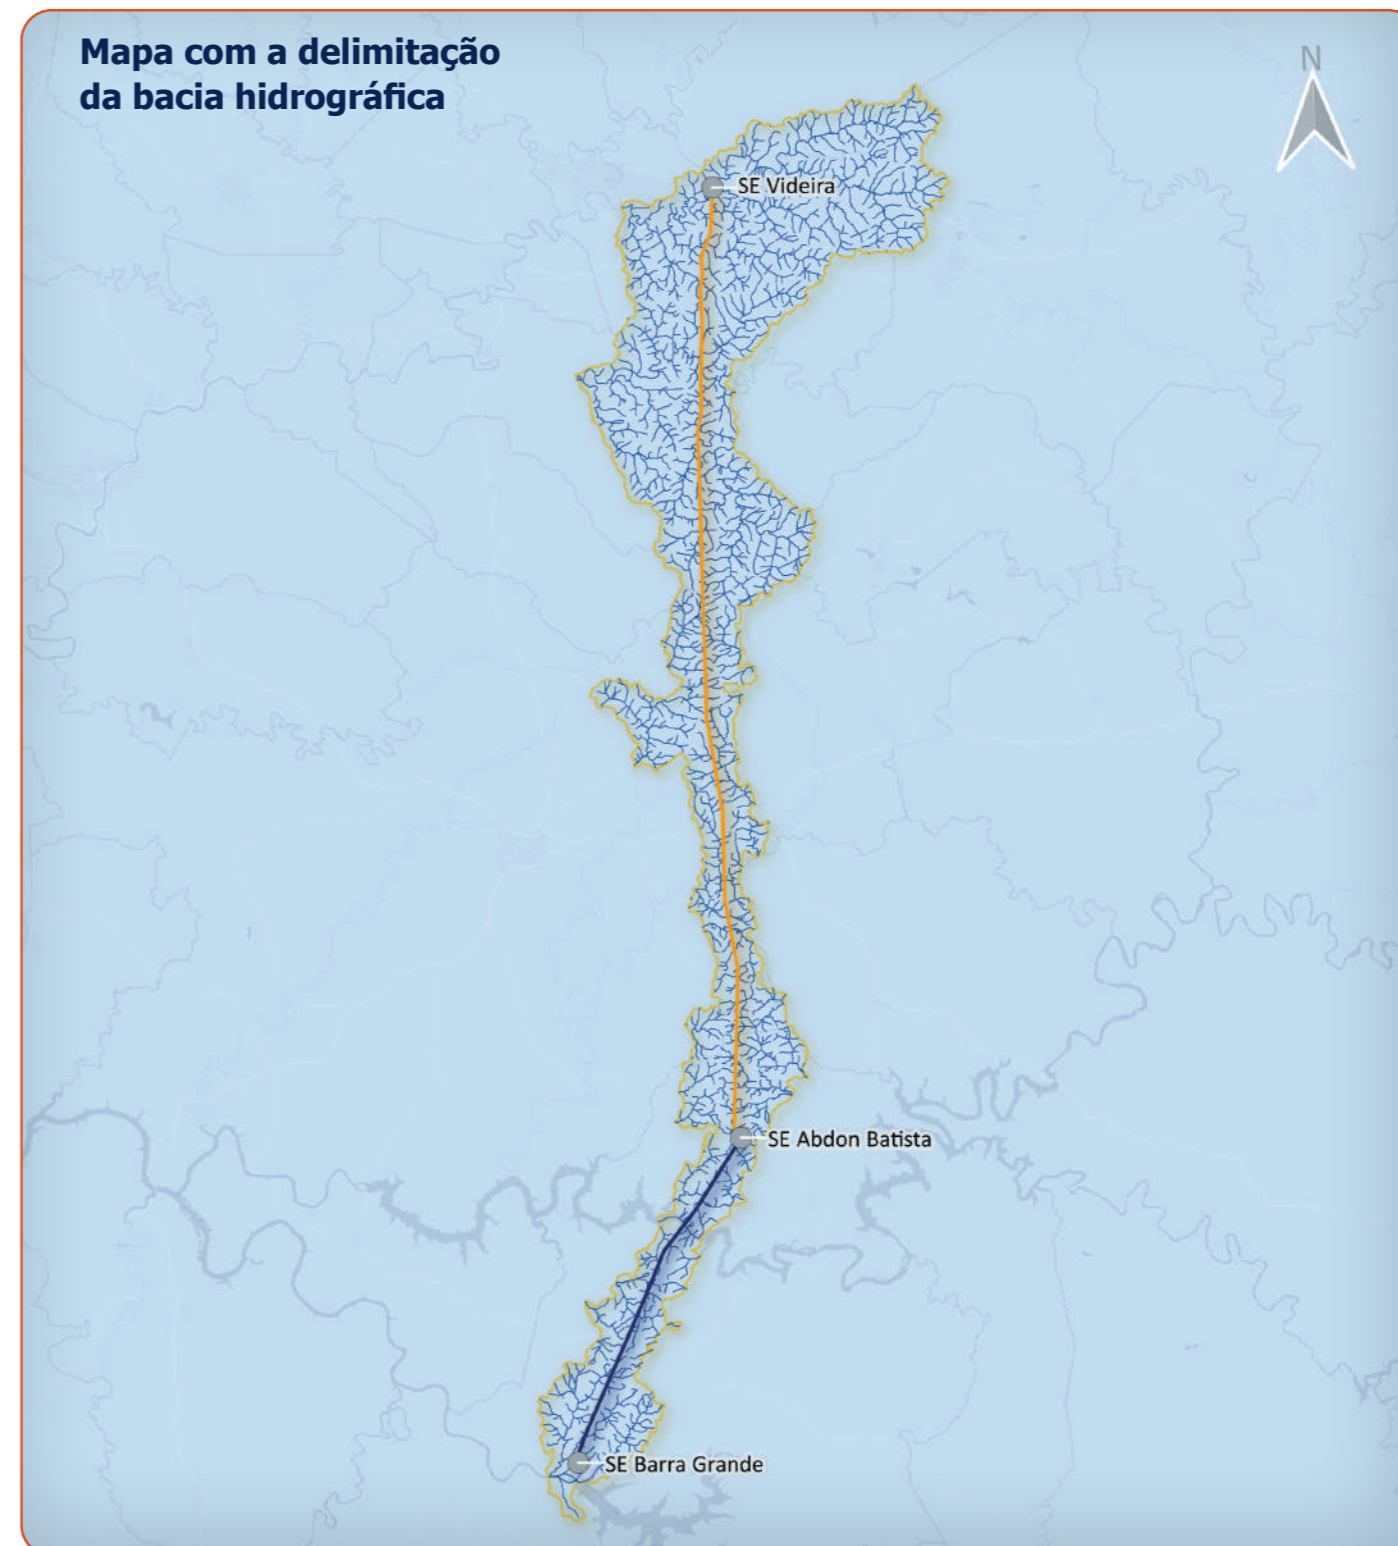 Mapa com a delimitação
da bacia hidrográfica
N
SE Videira
SE Abdon Batista
SE Barra Grande